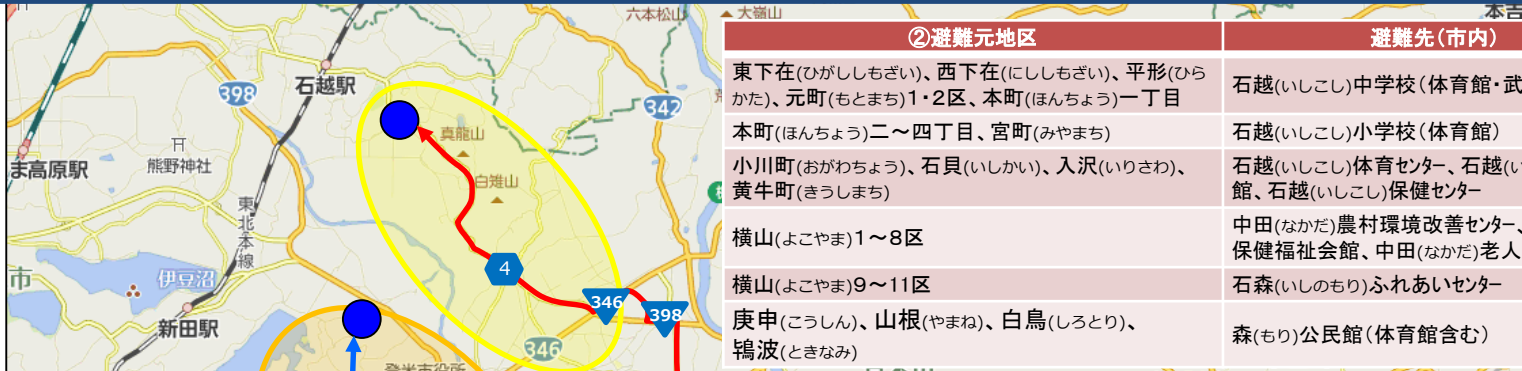 六本松山
大嶺山
本吉
石越駅
398
342
真龍山
ま高原駅
熊野神社
白雉山
東北本線
4
市
伊豆沼
346
398
新田駅
346
登米市役所
②避難元地区
避難先(市内)
東下在(ひがししもざい)、西下在(にししもざい)、平形(ひら
かた)、元町(もとまち)1・2区、本町(ほんちょう)一丁目
石越(いしこし)中学校(体育館・武
本町(ほんちょう)二~四丁目、宮町(みやまち)
石越(いしこし)小学校(体育館)
小川町(おがわちょう)、石貝(いしかい)、入沢(いりさわ)、
黄牛町(きうしまち)
石越(いしこし)体育センター、石越(い
館、石越(いしこし)保健センター
横山(よこやま)1~8区
中田(なかだ)農村環境改善センター、
保健福祉会館、中田(なかだ)老人
横山(よこやま)9~11区
石森(いしのもり)ふれあいセンター
庚申(こうしん)、山根(やまね)、白鳥(しろとり)、
鴇波(ときなみ)
森(もり)公民館(体育館含む)